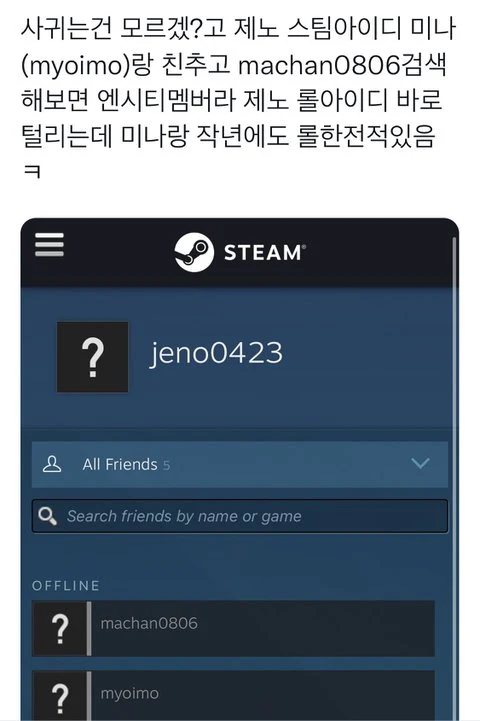 사귀는건 모르겠?고 제노 스팀아이디 미나
(myoimo)랑 친추고 machan0806검색
해보면 엔시티멤버라 제노 롤아이디 바로
털리는데 미나랑 작년에도 롤한전적있음
ㅋ
STEAM®
? jeno0423
All Friends 5
Search friends by name or game
OFFLINE
? machan0806
? myoimo